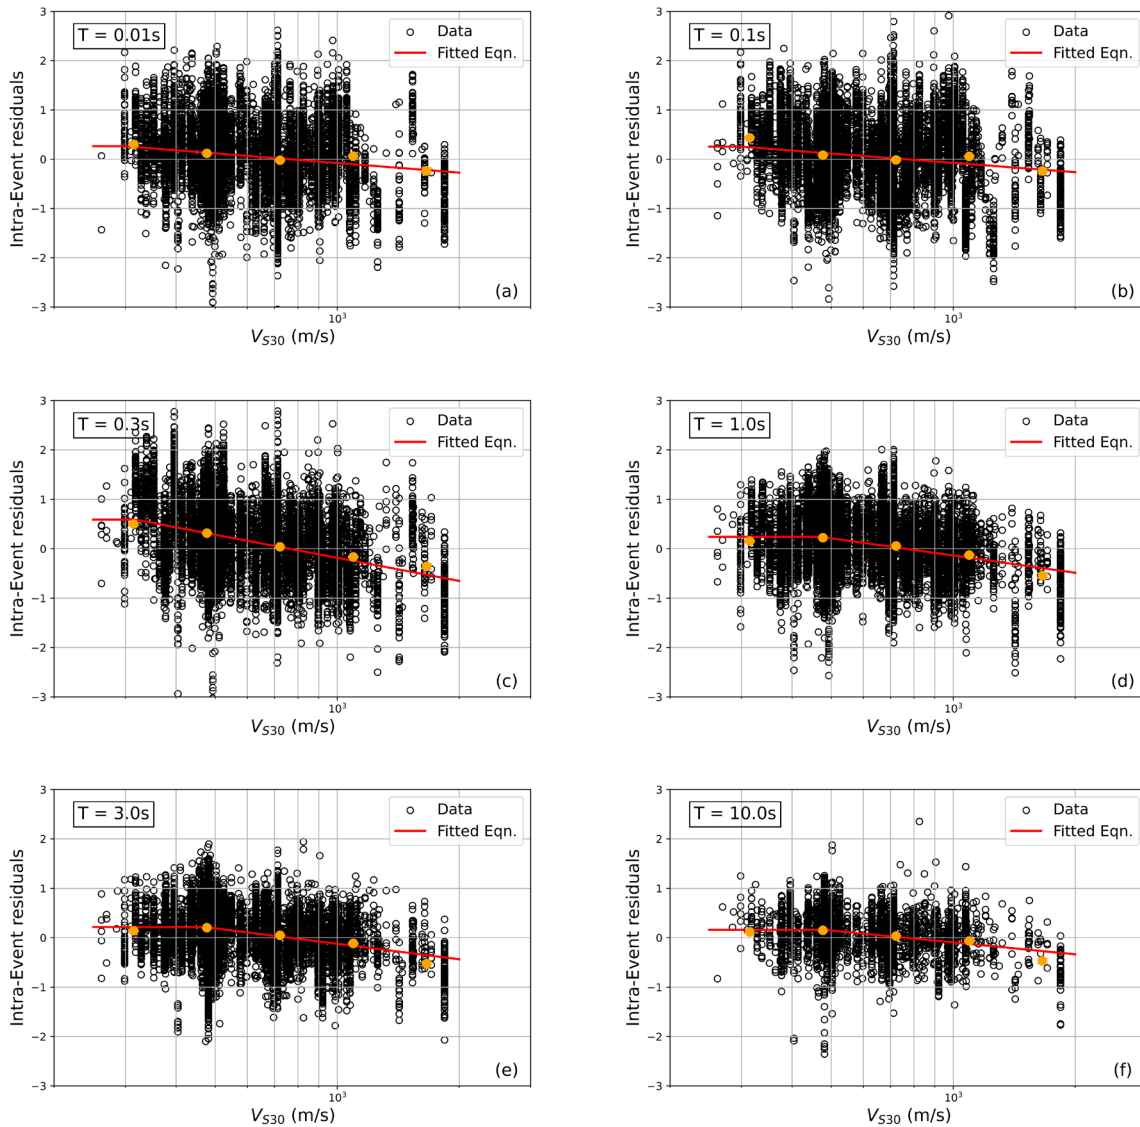 T = 0.01s
Data
Fitted Eqn.
3
2
1
0
−1
−2
−3
Intra-Event residuals
(a)
10³
V_S30 (m/s)
T = 0.1s
Data
Fitted Eqn.
3
2
1
0
−1
−2
−3
Intra-Event residuals
(b)
10³
V_S30 (m/s)
T = 0.3s
Data
Fitted Eqn.
3
2
1
0
−1
−2
−3
Intra-Event residuals
(c)
10³
V_S30 (m/s)
T = 1.0s
Data
Fitted Eqn.
3
2
1
0
−1
−2
−3
Intra-Event residuals
(d)
10³
V_S30 (m/s)
T = 3.0s
Data
Fitted Eqn.
3
2
1
0
−1
−2
−3
Intra-Event residuals
(e)
10³
V_S30 (m/s)
T = 10.0s
Data
Fitted Eqn.
3
2
1
0
−1
−2
−3
Intra-Event residuals
(f)
10³
V_S30 (m/s)